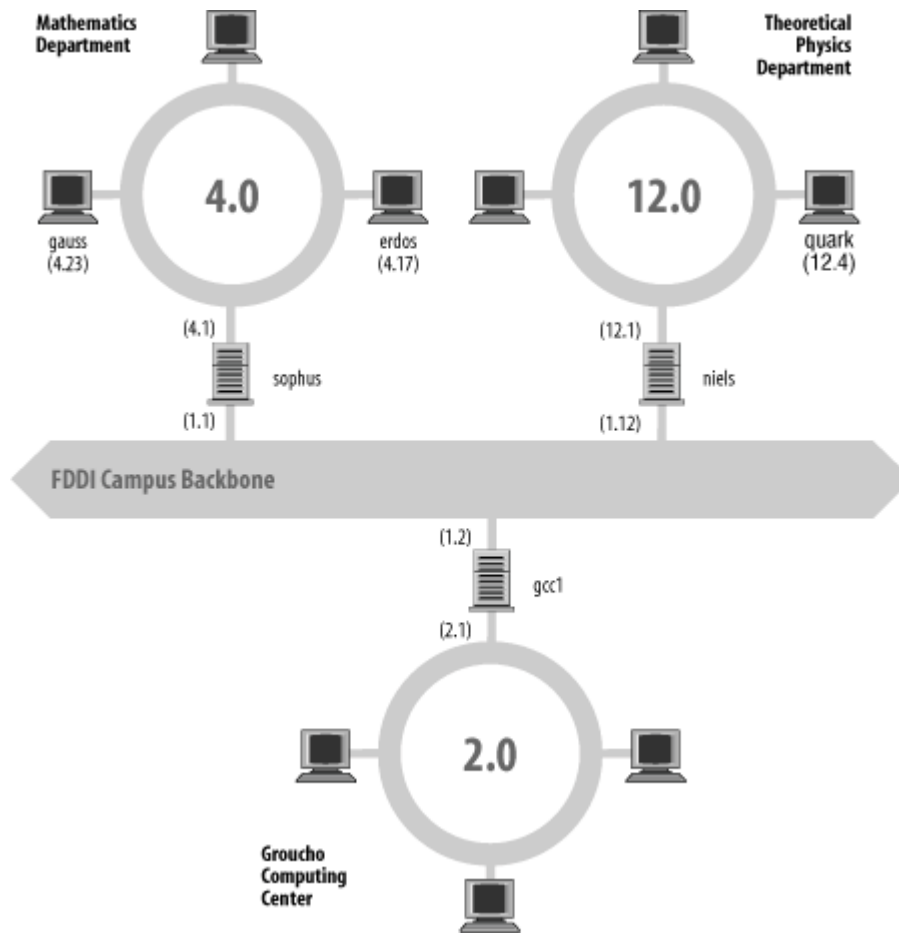 Mathematics
Department
Theoretical
Physics
Department
4.0
12.0
gauss
(4.23)
erdos
(4.17)
quark
(12.4)
(4.1)
sophus
(1.1)
(12.1)
niels
(1.12)
FDDI Campus Backbone
(1.2)
gcc1
(2.1)
2.0
Groucho
Computing
Center